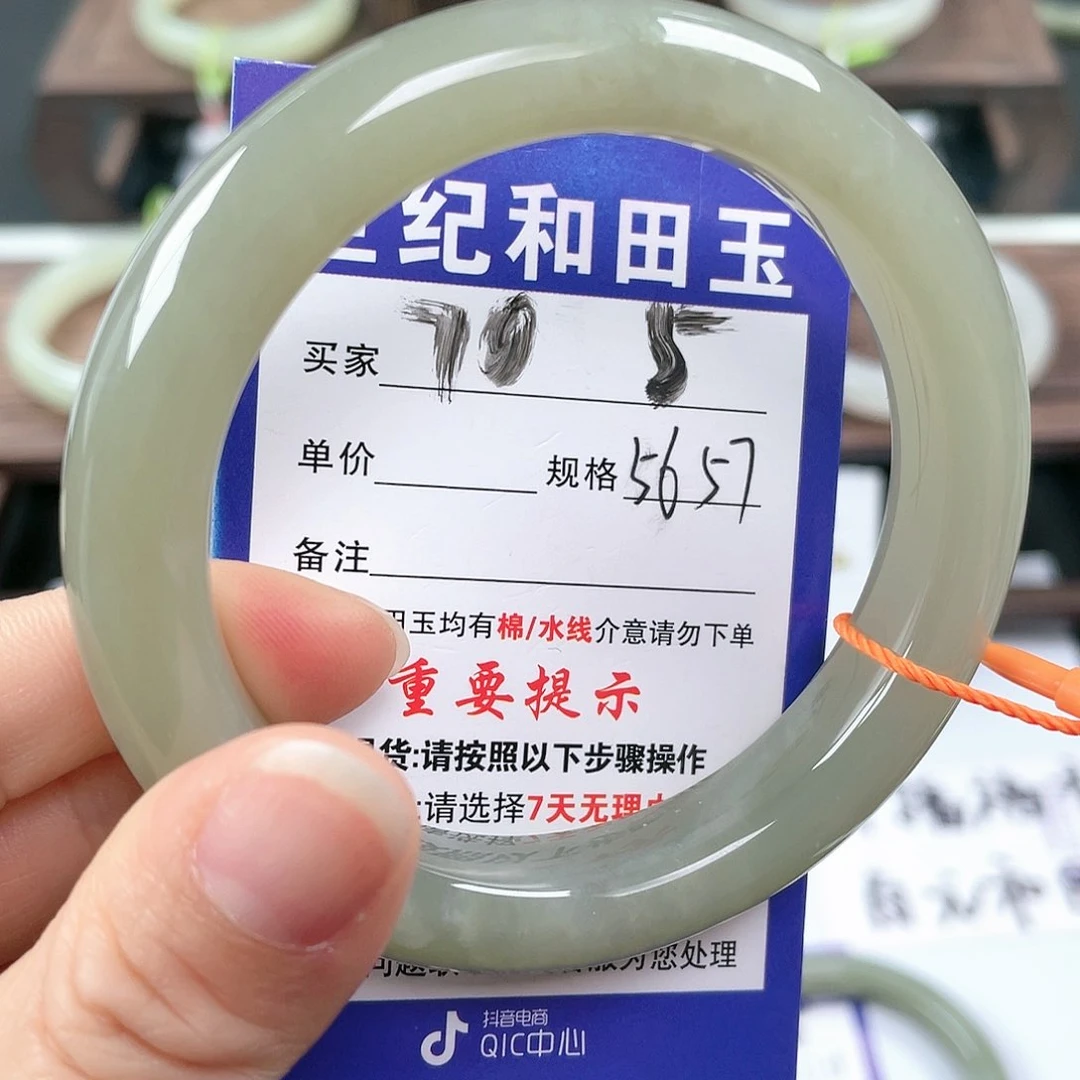 世纪和田玉
买家 70 5
单价 规格 5657
备注
田玉均有棉/水线介意请勿下单
重要提示
货:请按照以下步骤操作
:请选择7天无理由
为您处理
抖音电商
QIC中心